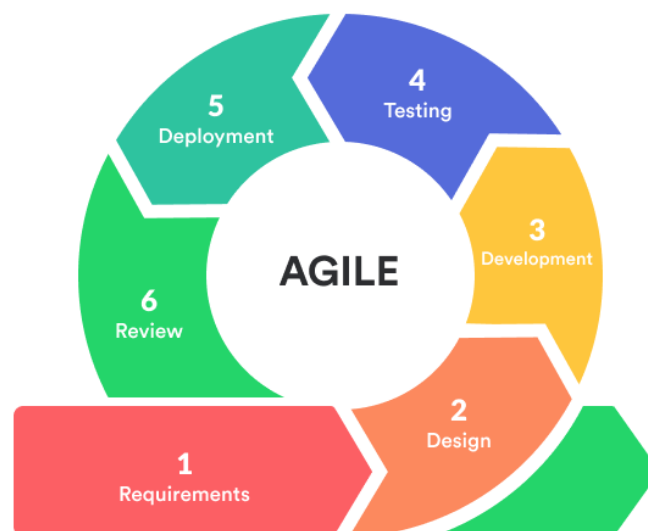 AGILE
1
Requirements
2
Design
3
Development
4
Testing
5
Deployment
6
Review